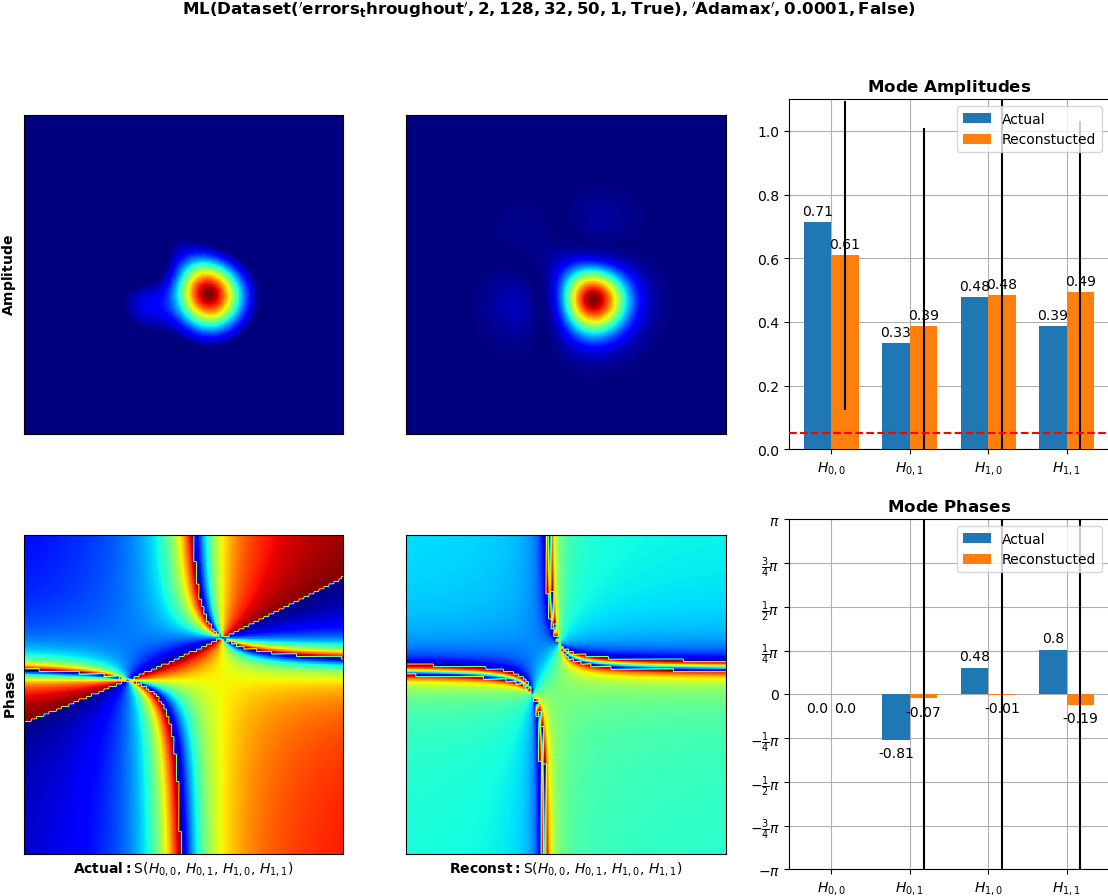 ML(Dataset('errors_throughout', 2, 128, 32, 50, 1, True), 'Adamax', 0.0001, False)
Amplitude
Mode Amplitudes
Actual
Reconstucted
1.0
0.8
0.6
0.4
0.2
0.0
0.71
0.61
0.33
0.39
0.48
0.48
0.39
0.49
H0,0
H0,1
H1,0
H1,1
Phase
Actual: S(H0,0, H0,1, H1,0, H1,1)
Reconst: S(H0,0, H0,1, H1,0, H1,1)
Mode Phases
Actual
Reconstucted
π
3/4π
1/2π
1/4π
0
−1/4π
−1/2π
−3/4π
−π
0.0
0.0
-0.81
-0.07
0.48
-0.01
0.8
-0.19
H0,0
H0,1
H1,0
H1,1